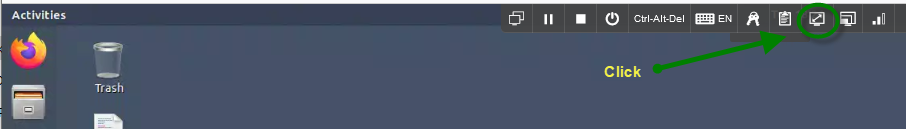 Activities
Ctrl-Alt-Del
EN
Click
Trash